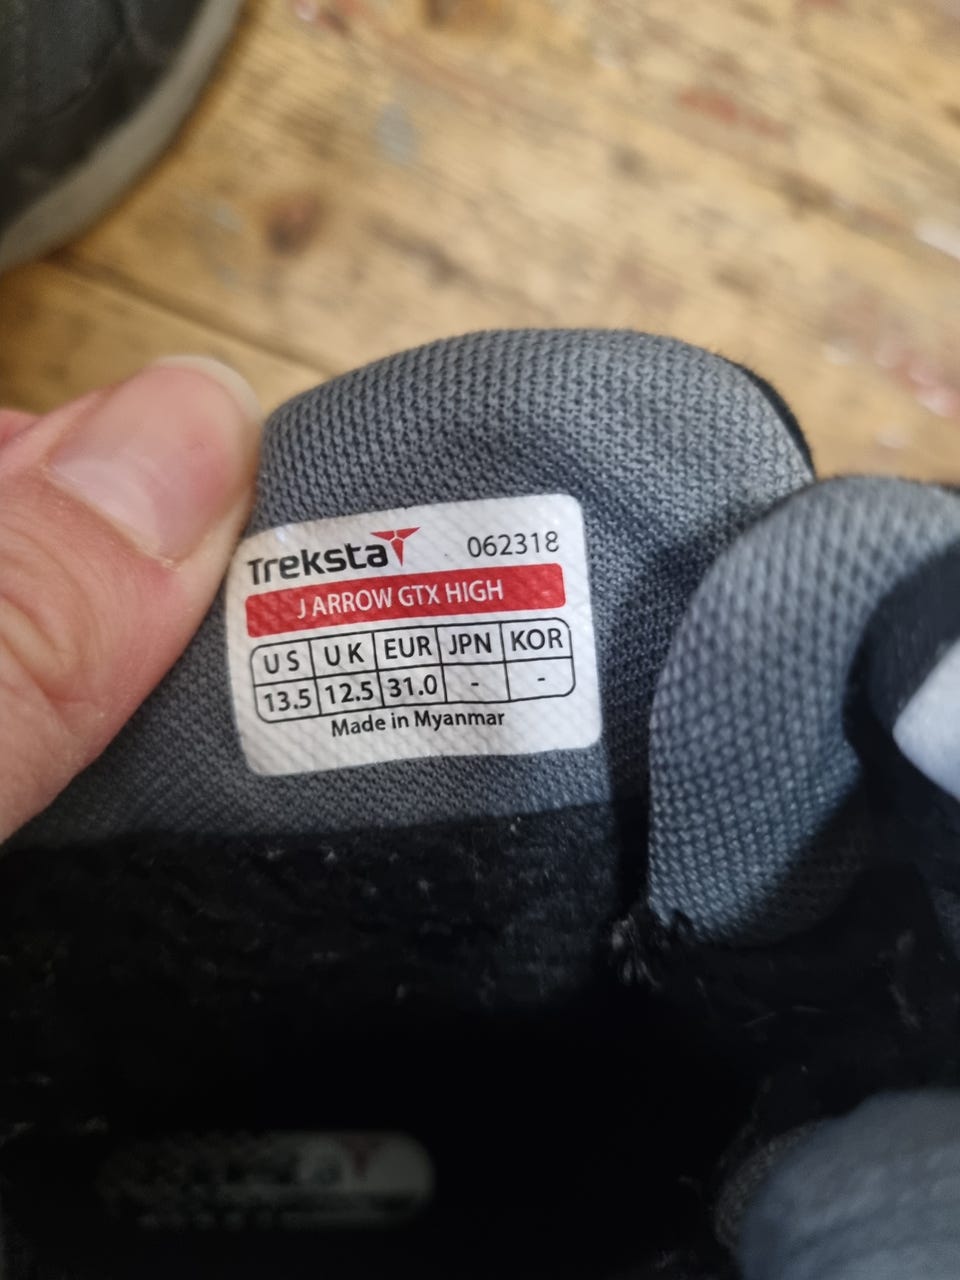 Treksta 062318
J ARROW GTX HIGH
US UK EUR JPN KOR
13.5 12.5 31.0 - -
Made in Myanmar